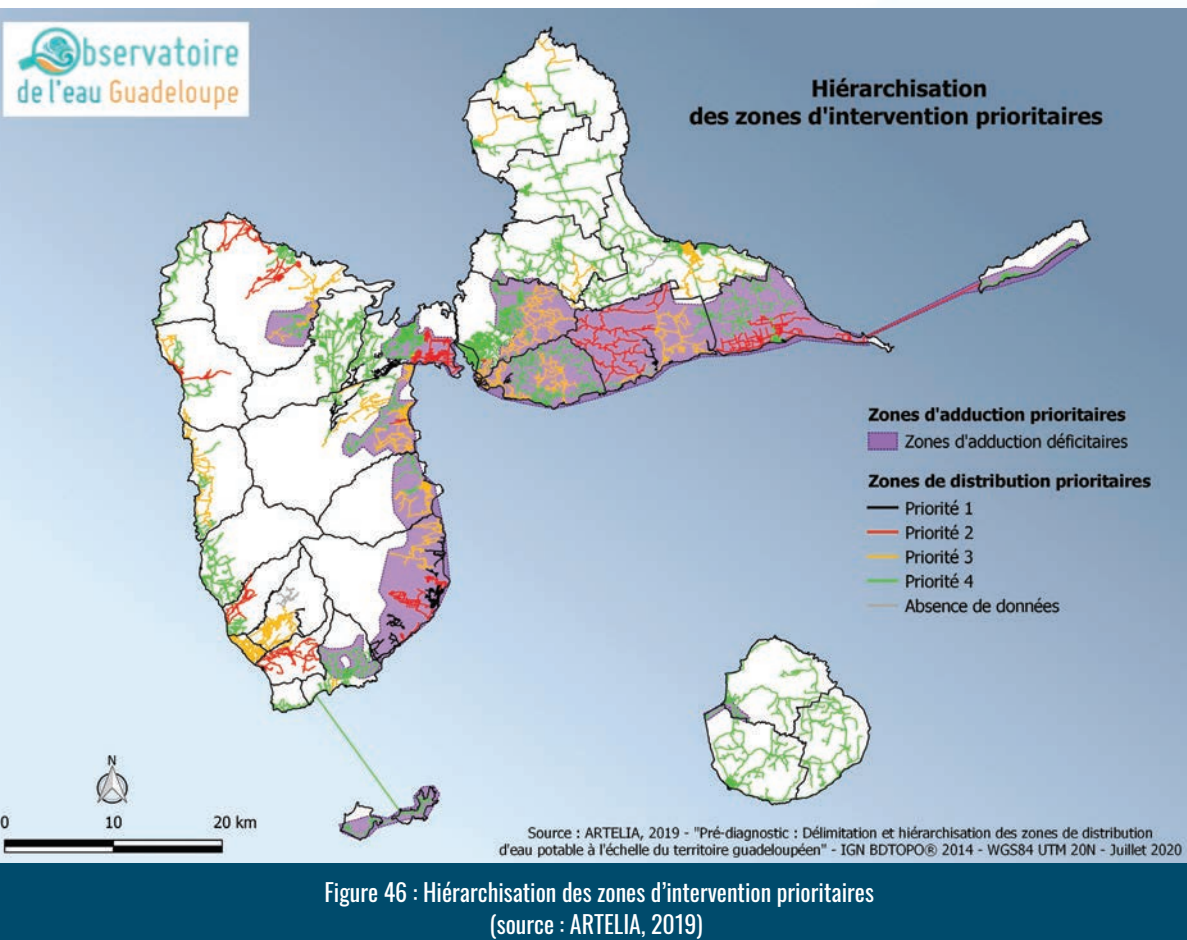 Observatoire
de l'eau Guadeloupe
Hiérarchisation
des zones d'intervention prioritaires
Zones d'adduction prioritaires
Zones d'adduction déficitaires
Zones de distribution prioritaires
Priorité 1
Priorité 2
Priorité 3
Priorité 4
Absence de données
N
0 10 20 km
Source : ARTELIA, 2019 - "Pré-diagnostic : Délimitation et hiérarchisation des zones de distribution
d'eau potable à l'échelle du territoire guadeloupéen" - IGN BDTOPO® 2014 - WGS84 UTM 20N - Juillet 2020
Figure 46 : Hiérarchisation des zones d'intervention prioritaires
(source : ARTELIA, 2019)